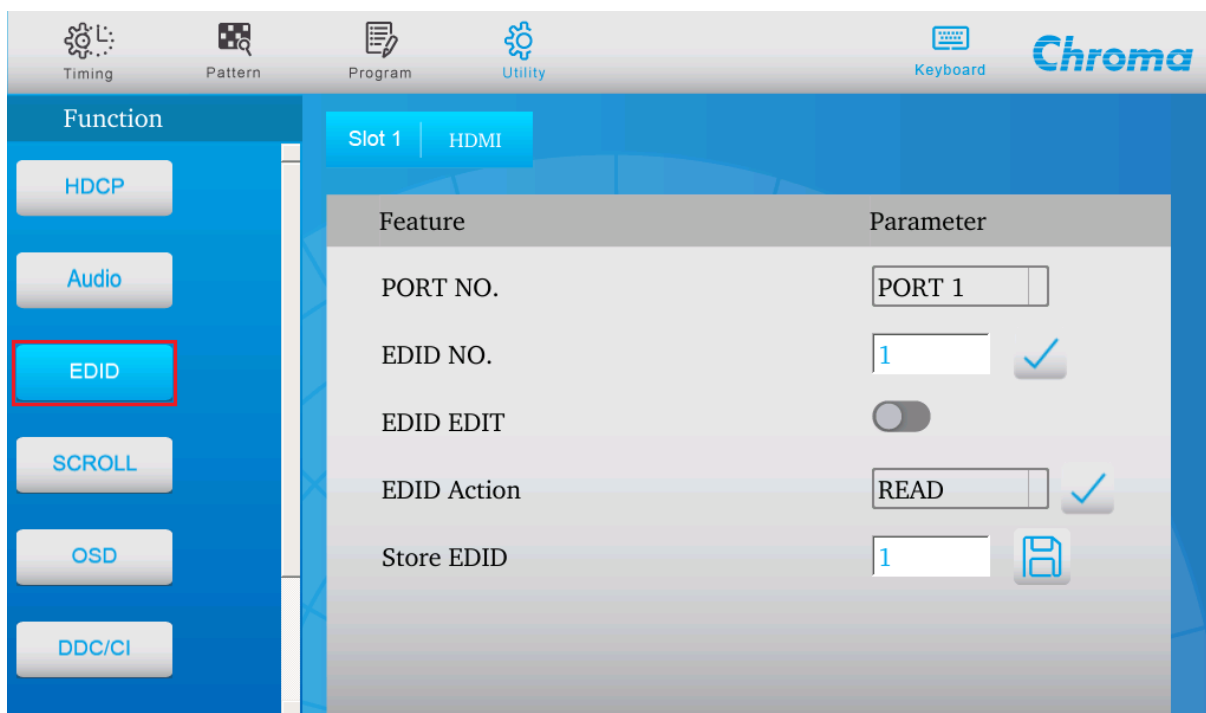 Timing
Pattern
Program
Utility
Keyboard
Chroma
Function
HDCP
Audio
EDID
SCROLL
OSD
DDC/CI
Slot 1 HDMI
Feature Parameter
PORT NO. PORT 1
EDID NO. 1
EDID EDIT
EDID Action READ
Store EDID 1